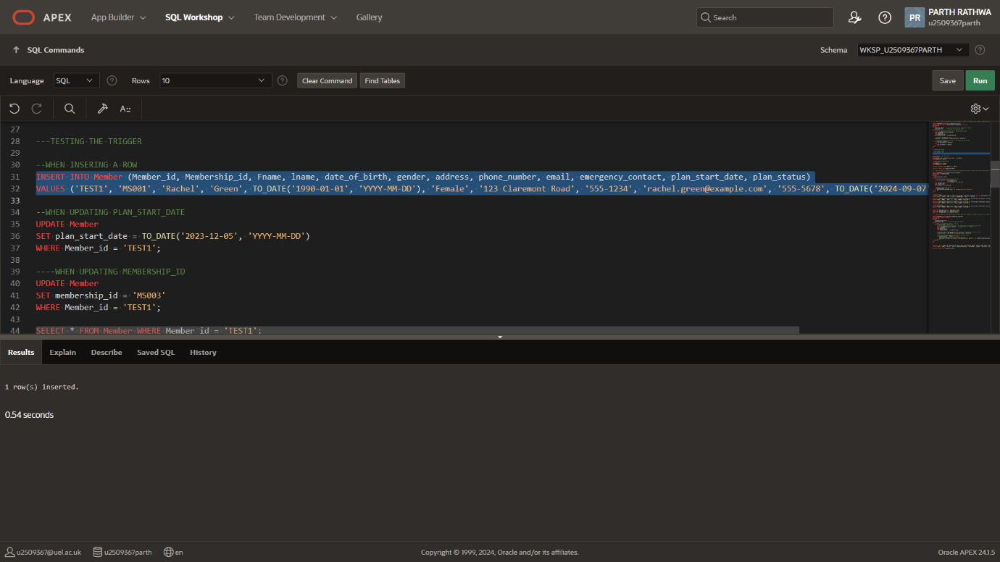 APEX App Builder SQL Workshop Team Development Gallery Search PR PARTH RATHWA
u2509367parth
SQL Commands Schema WKSP_U2509367PARTH
Language SQL Rows 10 Clear Command Find Tables Save Run
27
28 ---TESTING THE TRIGGER
29
30 --WHEN INSERING A ROW
31 INSERT INTO Member (Member_id, Membership_id, Fname, lname, date_of_birth, gender, address, phone_number, email, emergency_contact, plan_start_date, plan_status)
32 VALUES ('TEST1', 'MS001', 'Rachel', 'Green', TO_DATE('1990-01-01', 'YYYY-MM-DD'), 'Female', '123 Claremont Road', '555-1234', 'rachel.green@example.com', '555-5678', TO_DATE('2024-09-07
33
34 --WHEN UPDATING PLAN_START_DATE
35 UPDATE Member
36 SET plan_start_date = TO_DATE('2023-12-05', 'YYYY-MM-DD')
37 WHERE Member_id = 'TEST1';
38
39 ----WHEN UPDATING MEMBERSHIP_ID
40 UPDATE Member
41 SET membership_id = 'MS003'
42 WHERE Member_id = 'TEST1';
43
44 SELECT * FROM Member WHERE Member_id = 'TEST1';
Results Explain Describe Saved SQL History
1 row(s) inserted.
0.54 seconds
u2509367@uel.ac.uk u2509367parth en Copyright © 1999, 2024, Oracle and/or its affiliates. Oracle APEX 24.1.5